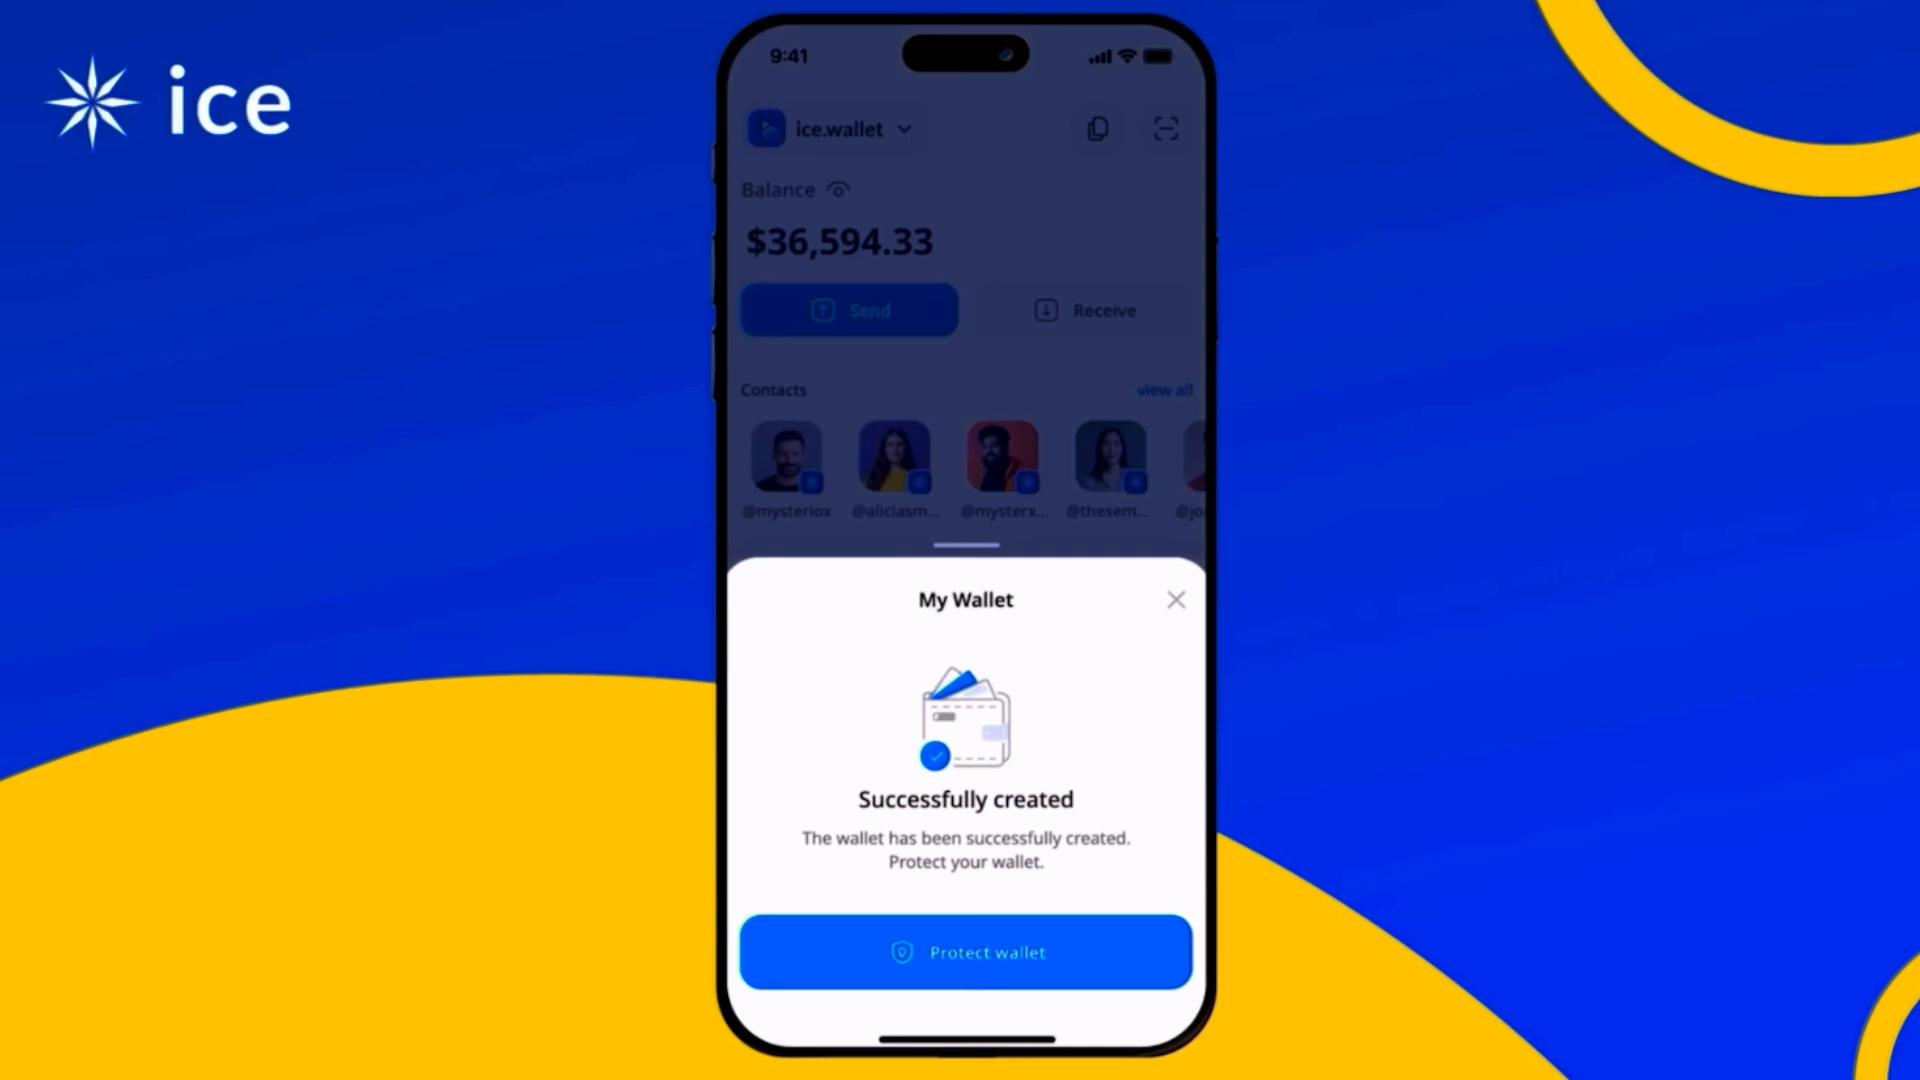 ice
9:41
ice.wallet
Balance
$36,594.33
Send
Receive
Contacts
view all
@mysteriox
@aliciasm...
@mysterx...
@thesem...
@jo
My Wallet
Successfully created
The wallet has been successfully created.
Protect your wallet.
Protect wallet